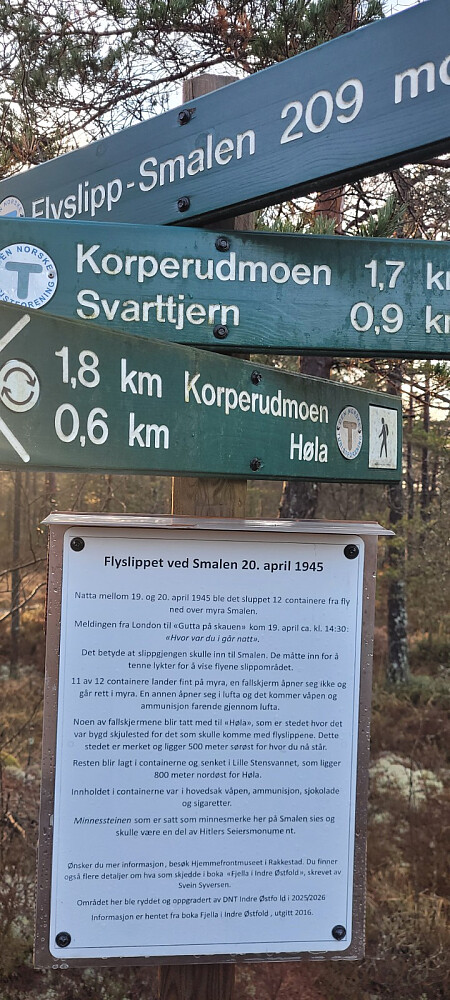 Flyslipp-Smalen 209 mo
EN NORSKE
T
ISTFORENING
Korperudmoen 1,7 km
Svarttjern 0,9 km
1,8 km Korperudmoen
0,6 km Høla
T
Flyslippet ved Smalen 20. april 1945
Natta mellom 19. og 20. april 1945 ble det sluppet 12 containere fra fly
ned over myra Smalen.
Meldingen fra London til «Gutta på skauen» kom 19. april ca. kl. 14:30:
«Hvor var du i går natt».
Det betyde at slippgjengen skulle inn til Smalen. De måtte inn for å
tenne lykter for å vise flyene slippområdet.
11 av 12 containere lander fint på myra, en fallskjerm åpner seg ikke og
går rett i myra. En annen åpner seg i lufta og det kommer våpen og
ammunisjon farende gjennom lufta.
Noen av fallskjermene blir tatt med til «Høla», som er stedet hvor det
var bygd skjulested for det som skulle komme med flyslippene. Dette
stedet er merket og ligger 500 meter sørøst for hvor du nå står.
Resten blir lagt i containerne og senket i Lille Stensvannet, som ligger
800 meter nordøst for Høla.
Innholdet i containerne var i hovedsak våpen, ammunisjon, sjokolade
og sigaretter.
Minnessteinen som er satt som minnesmerke her på Smalen sies og
skulle være en del av Hitlers Seiersmonument.
Ønsker du mer informasjon, besøk Hjemmefrontmuseet i Rakkestad. Du finner
også flere detaljer om hva som skjedde i boka «Fjella i Indre Østfold», skrevet av
Svein Syversen.
Området her ble ryddet og oppgradert av DNT Indre Østfold i 2025/2026
Informasjon er hentet fra boka Fjella i Indre Østfold, utgitt 2016.